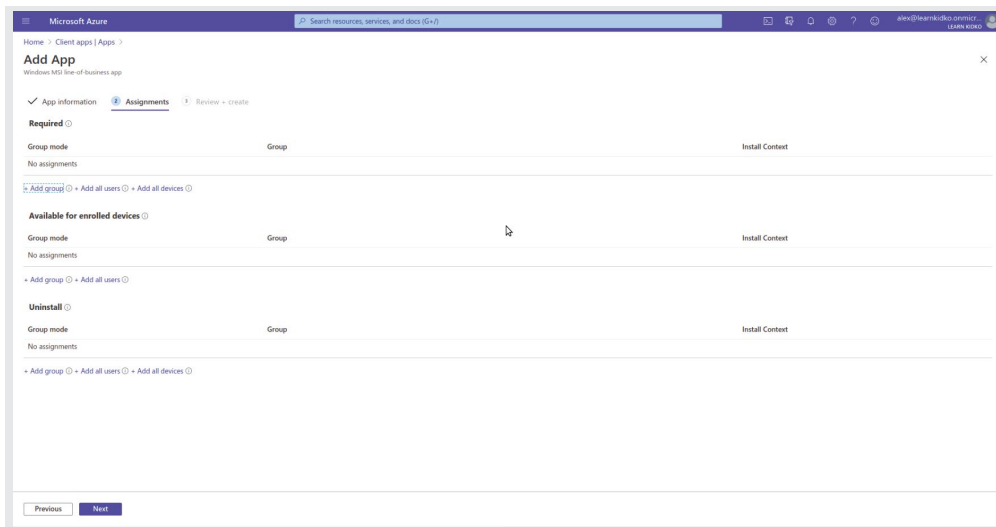 Microsoft Azure
Search resources, services, and docs (G+/)
alex@learnkidko.onmicr...
LEARN KIDKO
Home > Client apps | Apps >
Add App
Windows MSI line-of-business app
App information 2 Assignments 3 Review + create
Required
Group mode Group Install Context
No assignments
+ Add group + Add all users + Add all devices
Available for enrolled devices
Group mode Group Install Context
No assignments
+ Add group + Add all users
Uninstall
Group mode Group Install Context
No assignments
+ Add group + Add all users + Add all devices
Previous Next